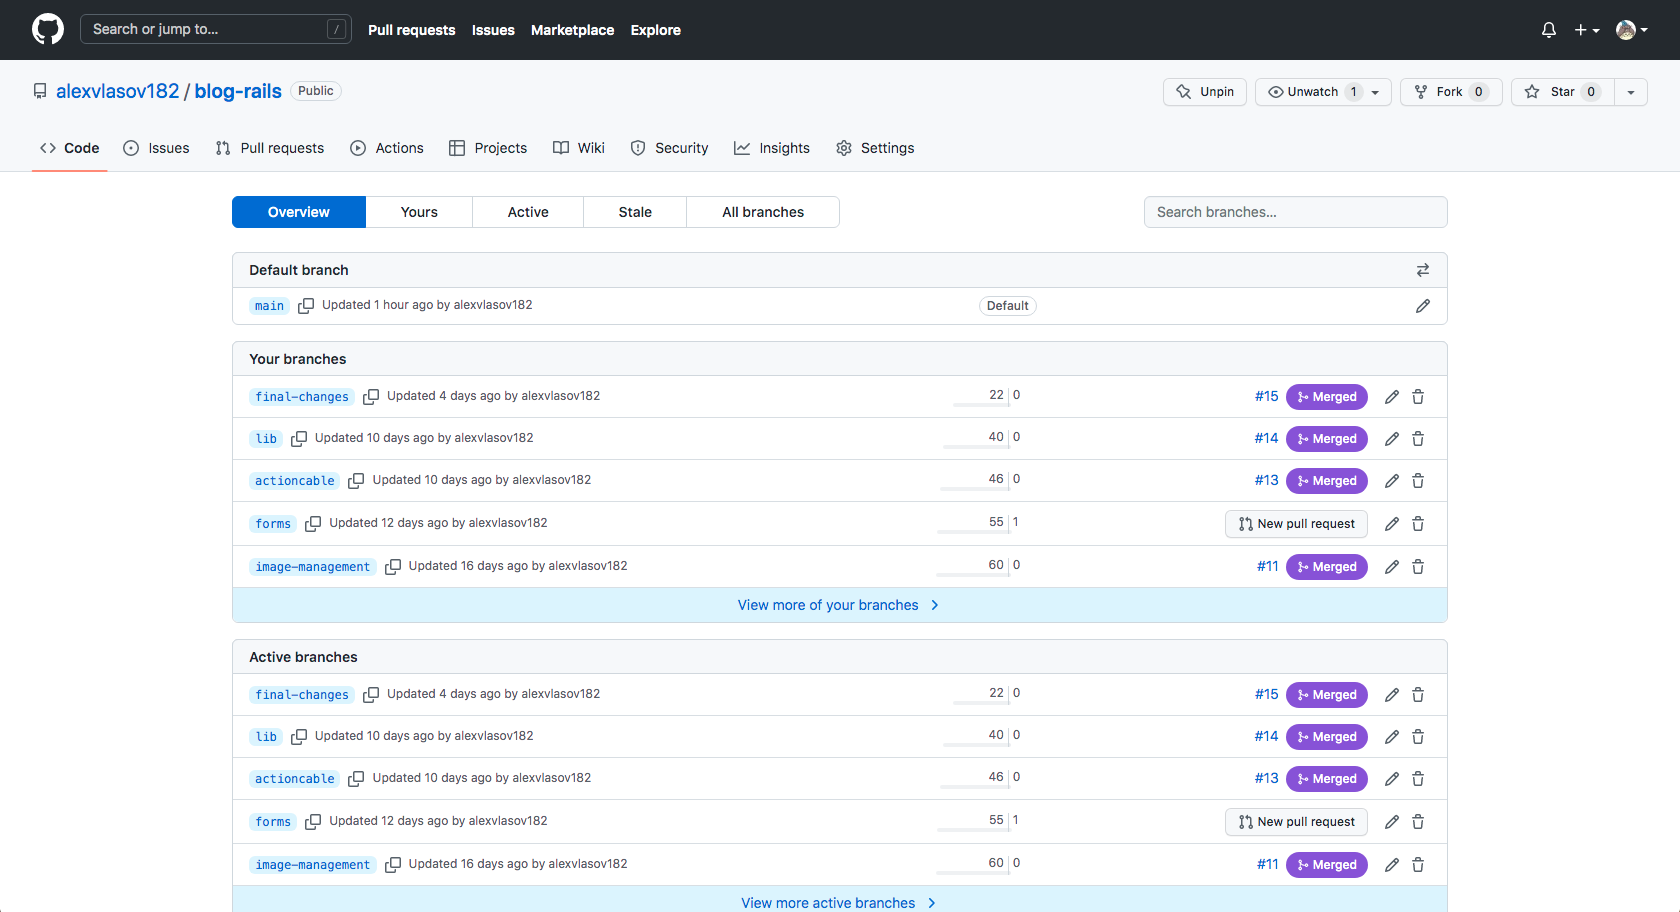 Search or jump to... /
Pull requests Issues Marketplace Explore
alexvlasov182 / blog-rails Public
Unpin Unwatch 1 Fork 0 Star 0
Code Issues Pull requests Actions Projects Wiki Security Insights Settings
Overview Yours Active Stale All branches Search branches...
Default branch
main Updated 1 hour ago by alexvlasov182 Default
Your branches
final-changes Updated 4 days ago by alexvlasov182 22 0 #15 Merged
lib Updated 10 days ago by alexvlasov182 40 0 #14 Merged
actioncable Updated 10 days ago by alexvlasov182 46 0 #13 Merged
forms Updated 12 days ago by alexvlasov182 55 1 New pull request
image-management Updated 16 days ago by alexvlasov182 60 0 #11 Merged
View more of your branches
Active branches
final-changes Updated 4 days ago by alexvlasov182 22 0 #15 Merged
lib Updated 10 days ago by alexvlasov182 40 0 #14 Merged
actioncable Updated 10 days ago by alexvlasov182 46 0 #13 Merged
forms Updated 12 days ago by alexvlasov182 55 1 New pull request
image-management Updated 16 days ago by alexvlasov182 60 0 #11 Merged
View more active branches